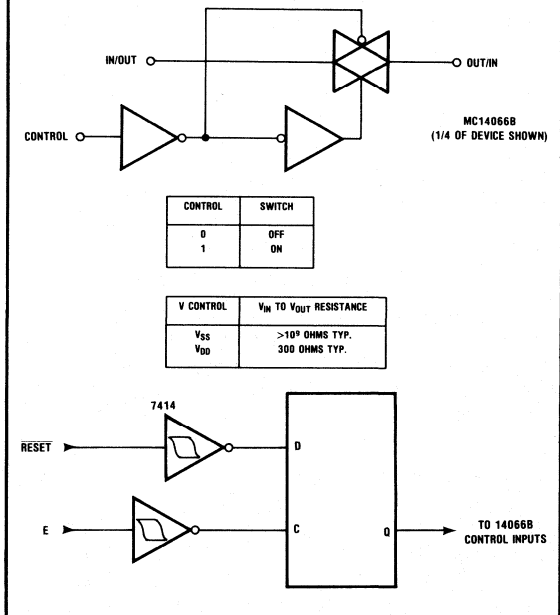 IN/OUT
OUT/IN
MC14066B
(1/4 OF DEVICE SHOWN)
CONTROL
CONTROL SWITCH
0 OFF
1 ON
V CONTROL VIN TO VOUT RESISTANCE
VSS >10⁹ OHMS TYP.
VDD 300 OHMS TYP.
7414
RESET
D
E
C
Q
TO 14066B
CONTROL INPUTS